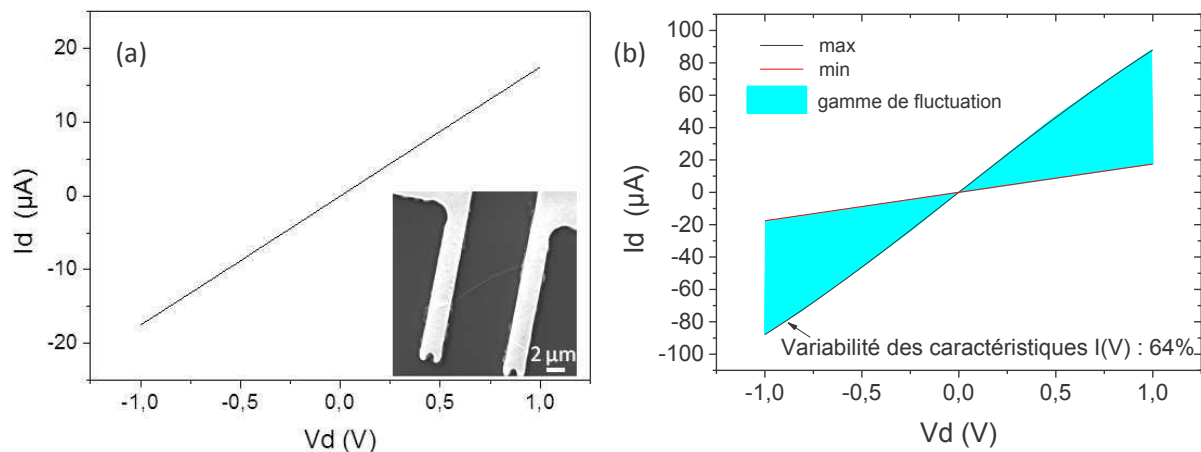 (a)
20
10
0
-10
-20
Id (µA)
-1,0 -0,5 0,0 0,5 1,0
Vd (V)
2 µm
(b)
100
80
60
40
20
0
-20
-40
-60
-80
-100
Id (µA)
max
min
gamme de fluctuation
Variabilité des caractéristiques I(V) : 64%
-1,0 -0,5 0,0 0,5 1,0
Vd (V)